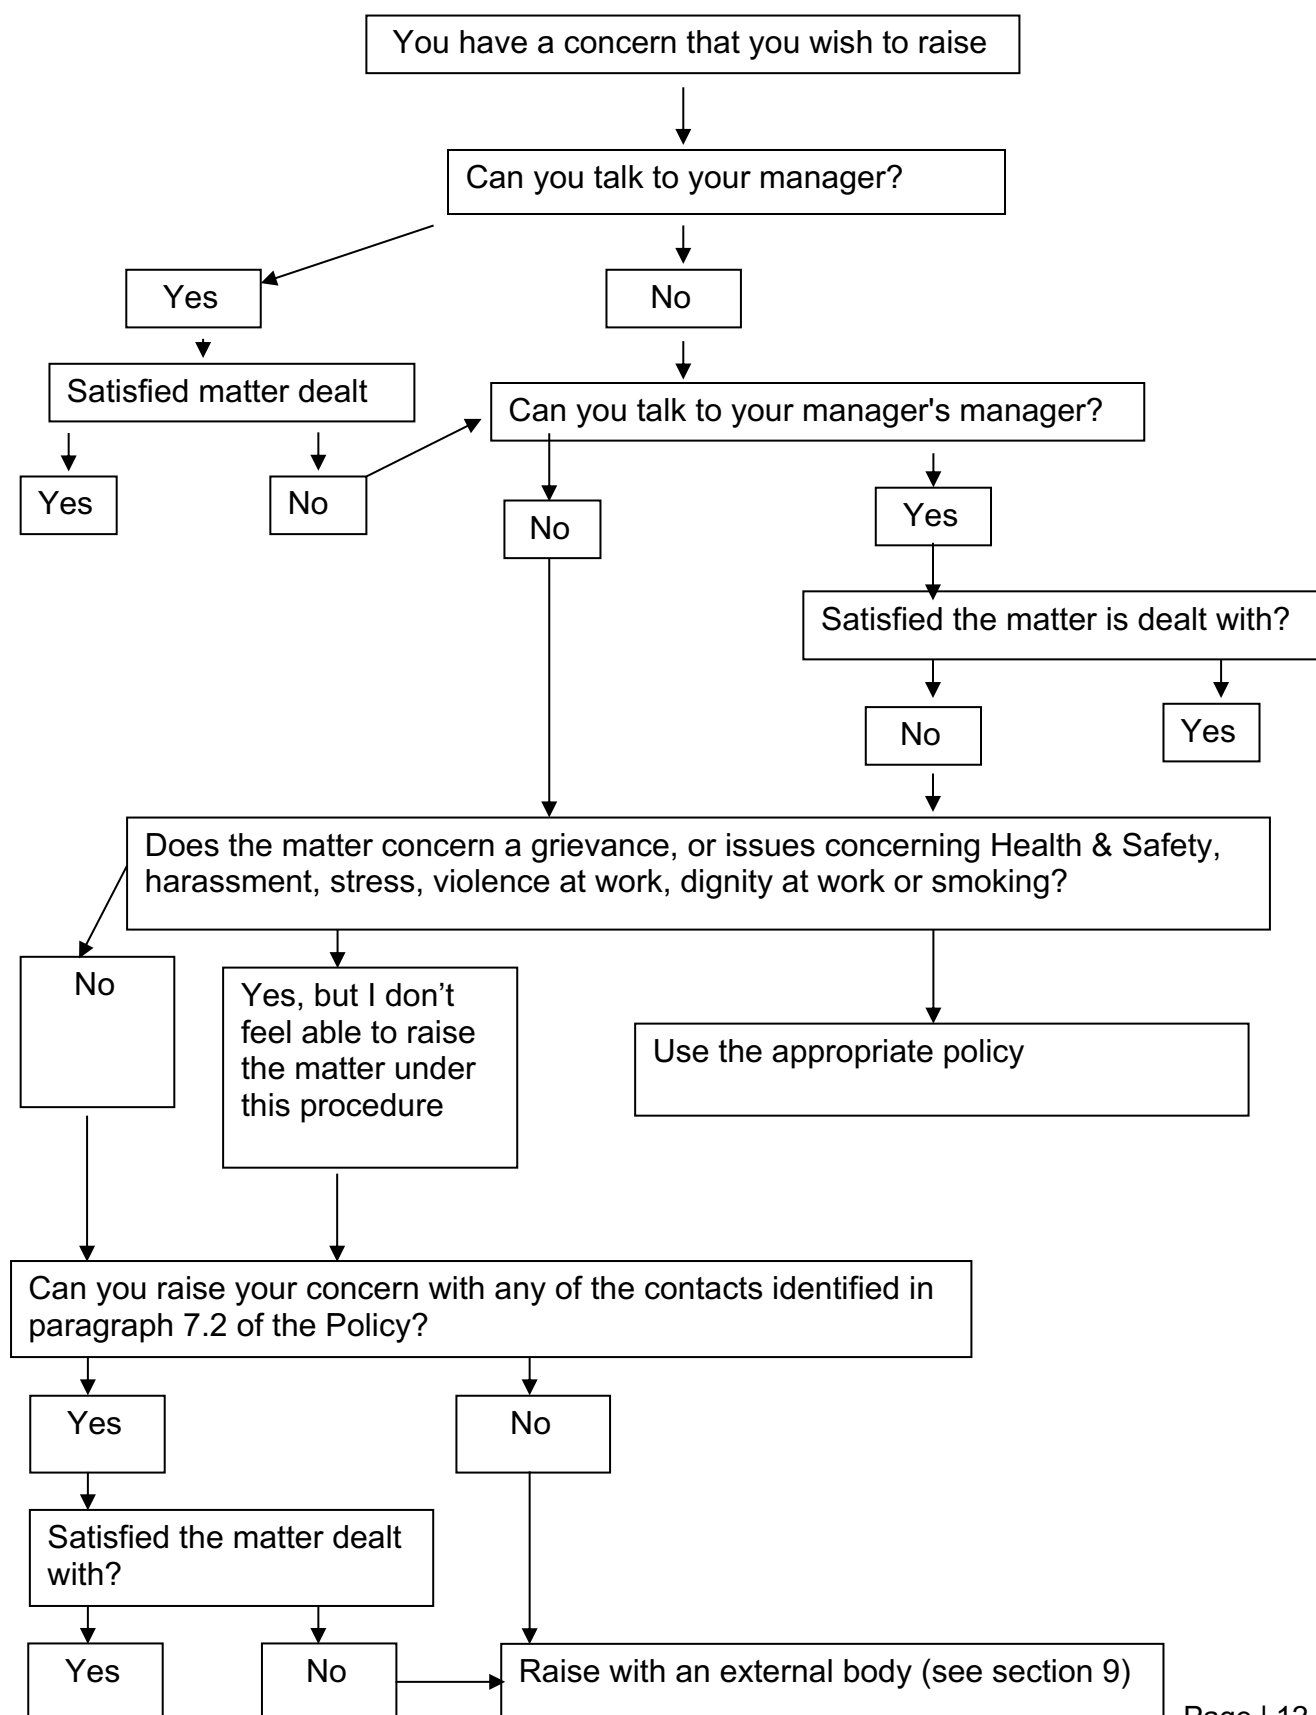 You have a concern that you wish to raise
Can you talk to your manager?
Yes
No
Satisfied matter dealt
Can you talk to your manager's manager?
Yes
No
No
Yes
Satisfied the matter is dealt with?
No
Yes
Does the matter concern a grievance, or issues concerning Health & Safety,
harassment, stress, violence at work, dignity at work or smoking?
No
Yes, but I don’t
feel able to raise
the matter under
this procedure
Use the appropriate policy
Can you raise your concern with any of the contacts identified in
paragraph 7.2 of the Policy?
Yes
No
Satisfied the matter dealt
with?
Yes
No
Raise with an external body (see section 9)
Page | 12